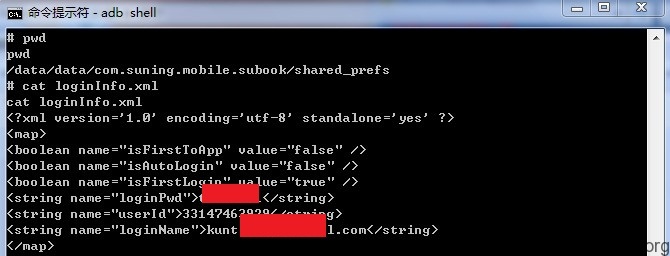 命令提示符 - adb shell
# pwd
pwd
/data/data/com.suning.mobile.subook/shared_prefs
# cat loginInfo.xml
cat loginInfo.xml
<?xml version='1.0' encoding='utf-8' standalone='yes' ?>
<map>
<boolean name="isFirstToApp" value="false" />
<boolean name="isAutoLogin" value="false" />
<boolean name="isFirstLogin" value="true" />
<string name="loginPwd"></string>
<string name="userId"></string>
<string name="loginName">kunt l.com</string>
</map>
org